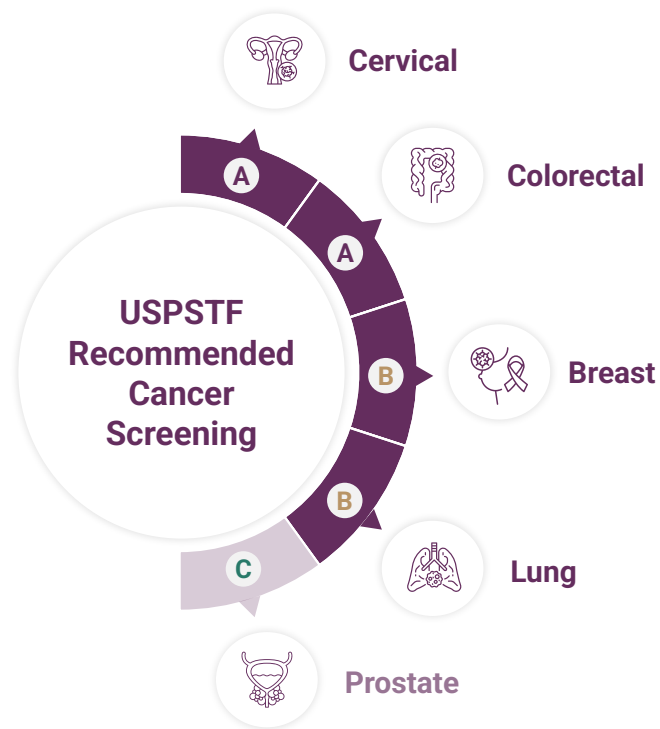 Cervical
A
Colorectal
A
USPSTF
Recommended
Cancer
Screening
B
Breast
B
Lung
C
Prostate